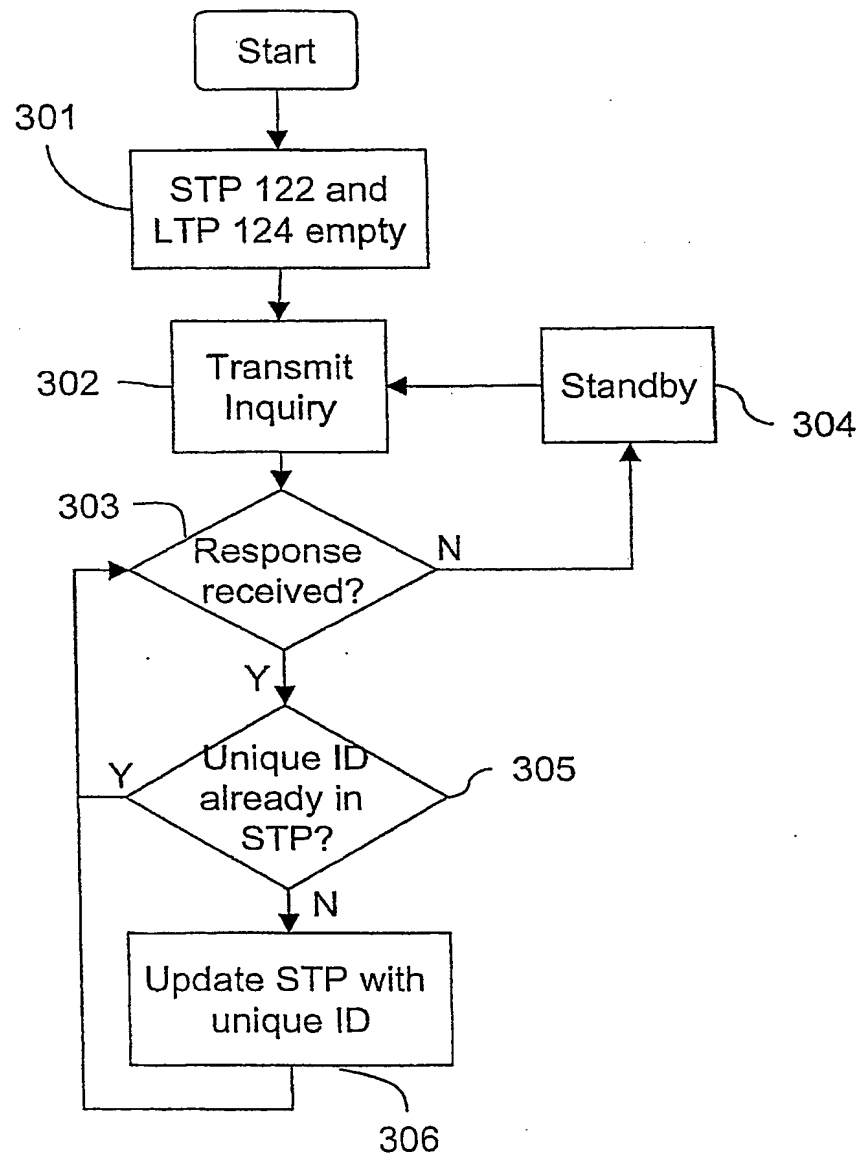 Start
301
STP 122 and
LTP 124 empty
302
Transmit
Inquiry
Standby
304
303
Response
received?
N
Y
Y
Unique ID
already in
STP?
305
N
Update STP with
unique ID
306